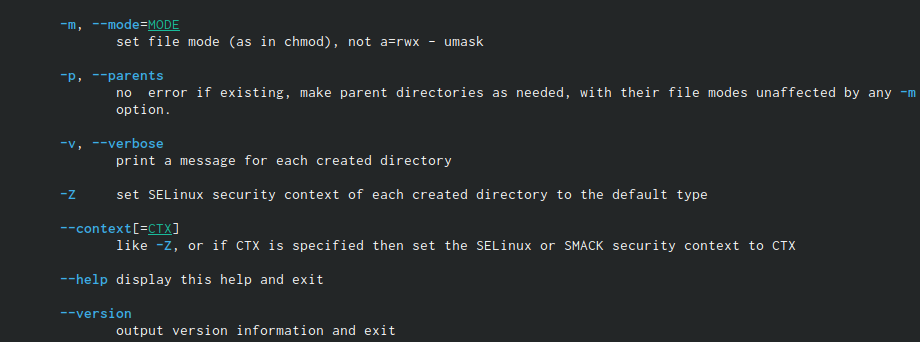 -m, --mode=MODE
set file mode (as in chmod), not a=rwx - umask
-p, --parents
no  error if existing, make parent directories as needed, with their file modes unaffected by any -m
option.
-v, --verbose
print a message for each created directory
-Z     set SELinux security context of each created directory to the default type
--context[=CTX]
like -Z, or if CTX is specified then set the SELinux or SMACK security context to CTX
--help display this help and exit
--version
output version information and exit